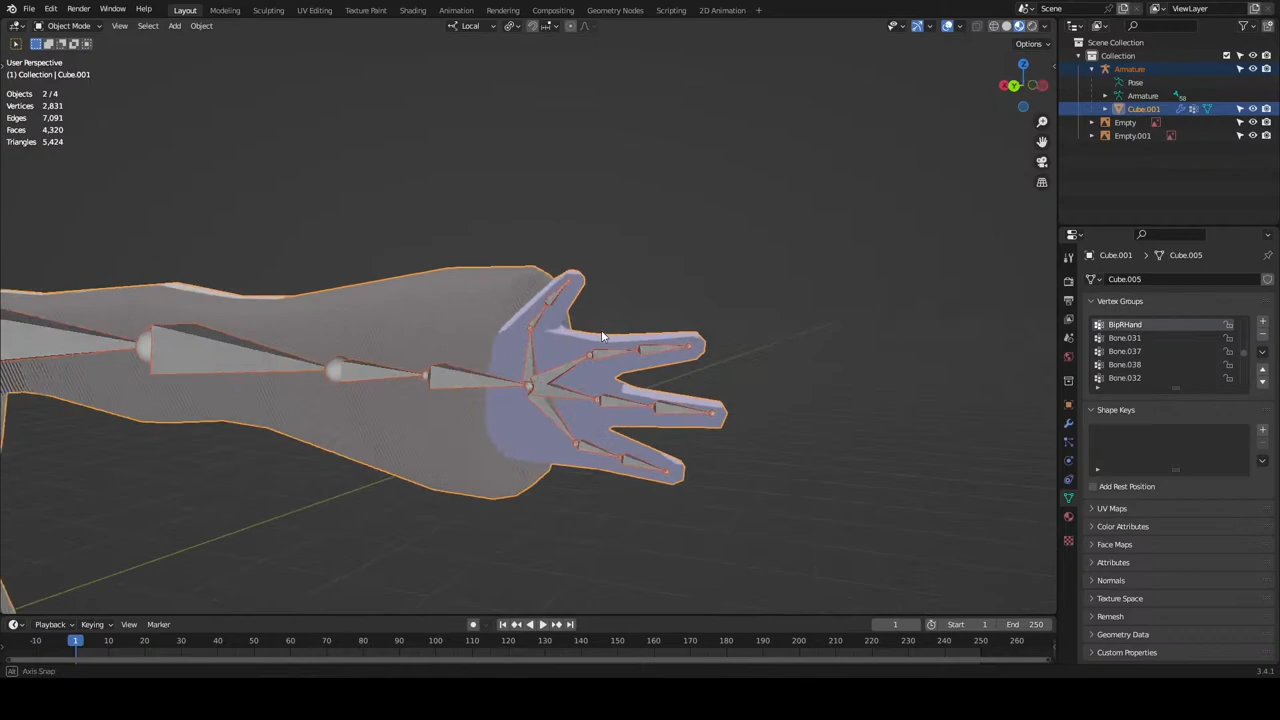 File Edit Render Window Help Layout Modeling Sculpting UV Editing Texture Paint Shading Animation Rendering Compositing Geometry Nodes Scripting 2D Animation + Scene ViewLayer
Object Mode View Select Add Object Local
Options
User Perspective
(1) Collection | Cube.001
Objects 2 / 4
Vertices 2,831
Edges 7,091
Faces 4,320
Triangles 5,424
Z
X
Y
Scene Collection
Collection
Armature
Pose
Armature 58
Cube.001
Empty
Empty.001
Cube.001 > Cube.005
Cube.005
Vertex Groups
BipRHand
Bone.031
Bone.037
Bone.038
Bone.032
Shape Keys
Add Rest Position
UV Maps
Color Attributes
Face Maps
Attributes
Normals
Texture Space
Remesh
Geometry Data
Custom Properties
Playback Keying View Marker 1 Start 1 End 250
-10 1 10 20 30 40 50 60 70 80 90 100 110 120 130 140 150 160 170 180 190 200 210 220 230 240 250 260
Alt Axis Snap
3.4.1